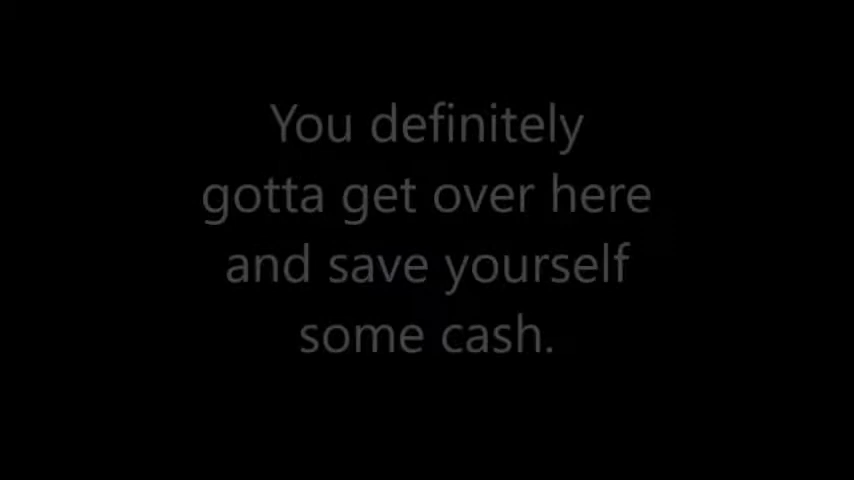 You definitely
gotta get over here
and save yourself
some cash.